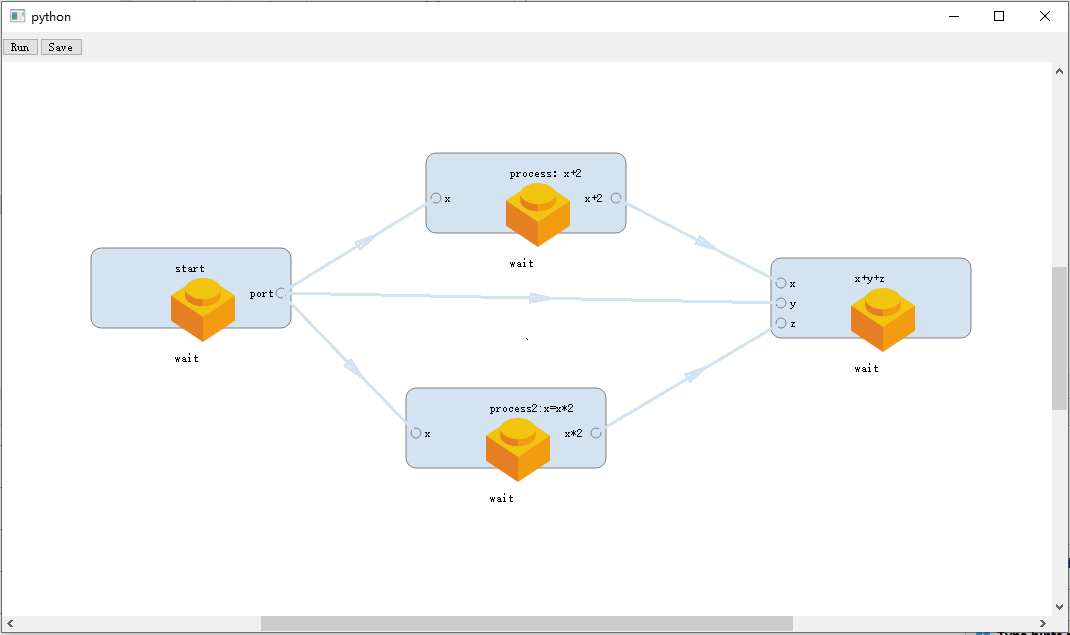 python
Run
Save
process: x+2
x
x+2
wait
start
port
wait
x+y+z
x
y
z
wait
process2:x=x*2
x
x*2
wait